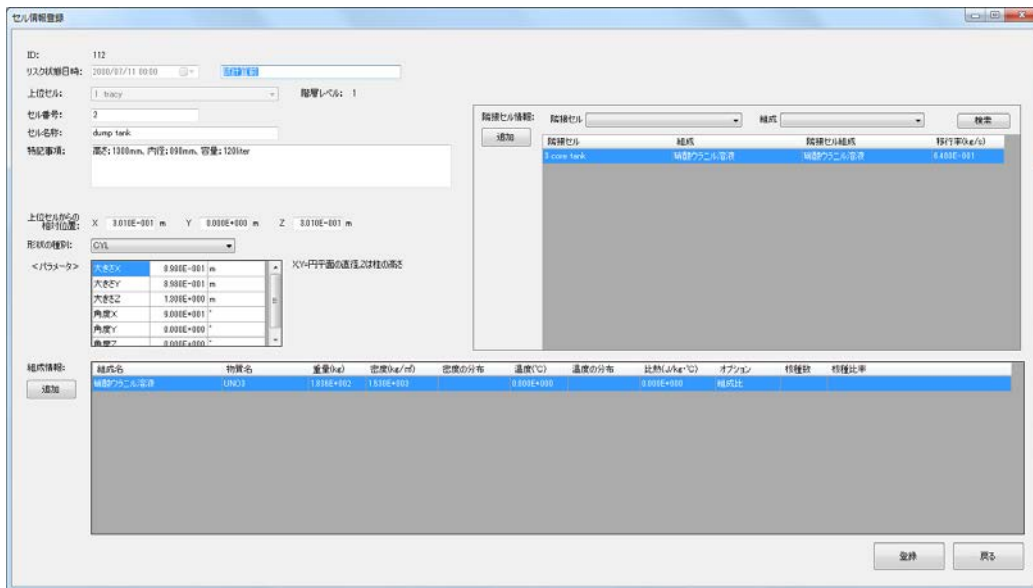 セル情報登録
ID: 112
リスク状態日時: 2000/07/11 00:00
上位セル: 1 tracy 階層レベル: 1
セル番号: 2
セル名称: dump tank
特記事項: 高さ:1300mm、内径:898mm、容量:120liter
上位セルからの
相対位置: X 3.010E-001 m Y 0.000E+000 m Z 3.010E-001 m
形状の種別: CYL
<パラメータ>
大きさX 8.980E-001 m
大きさY 8.980E-001 m
大きさZ 1.300E+000 m
角度X 9.000E+001 °
角度Y 0.000E+000 °
角度Z 0.000E+000 °
X,Y=円平面の直径,Zは柱の高さ
隣接セル情報: 隣接セル 組成 検索
追加
隣接セル 組成 隣接セル組成 移行率(kg/s)
3 core tank 硝酸ウラニル溶液 硝酸ウラニル溶液 6.400E-001
組成情報:
追加
組成名 物質名 重量(kg) 密度(kg/㎥) 密度の分布 温度(℃) 温度の分布 比熱(J/kg・℃) オプション 核種数 核種比率
硝酸ウラニル溶液 UNO3 1.530E+003 0.000E+000 0.000E+000 組成比
登録 戻る